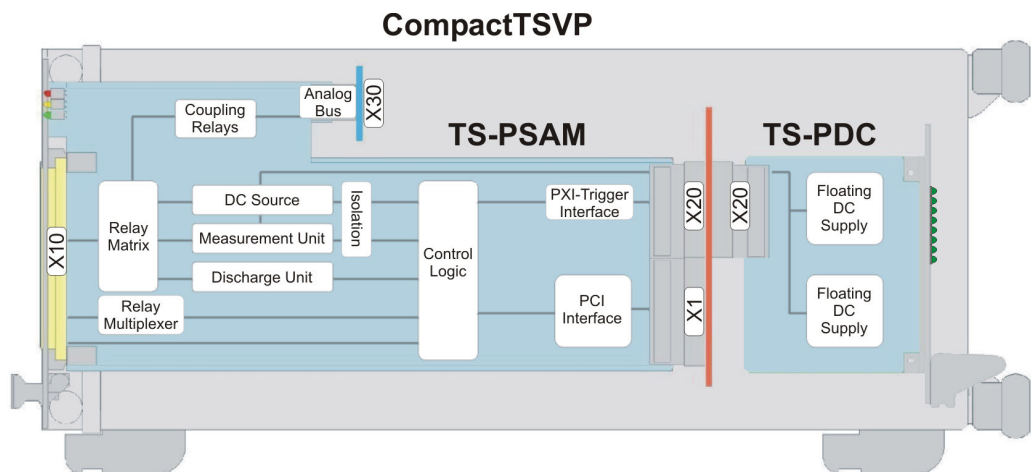 CompactTSVP
Analog
Bus
X30
Coupling
Relays
TS-PSAM
TS-PDC
X10
Relay
Matrix
DC Source
Measurement Unit
Discharge Unit
Isolation
Relay
Multiplexer
Control
Logic
PXI-Trigger
Interface
PCI
Interface
X20
X20
X1
Floating
DC
Supply
Floating
DC
Supply